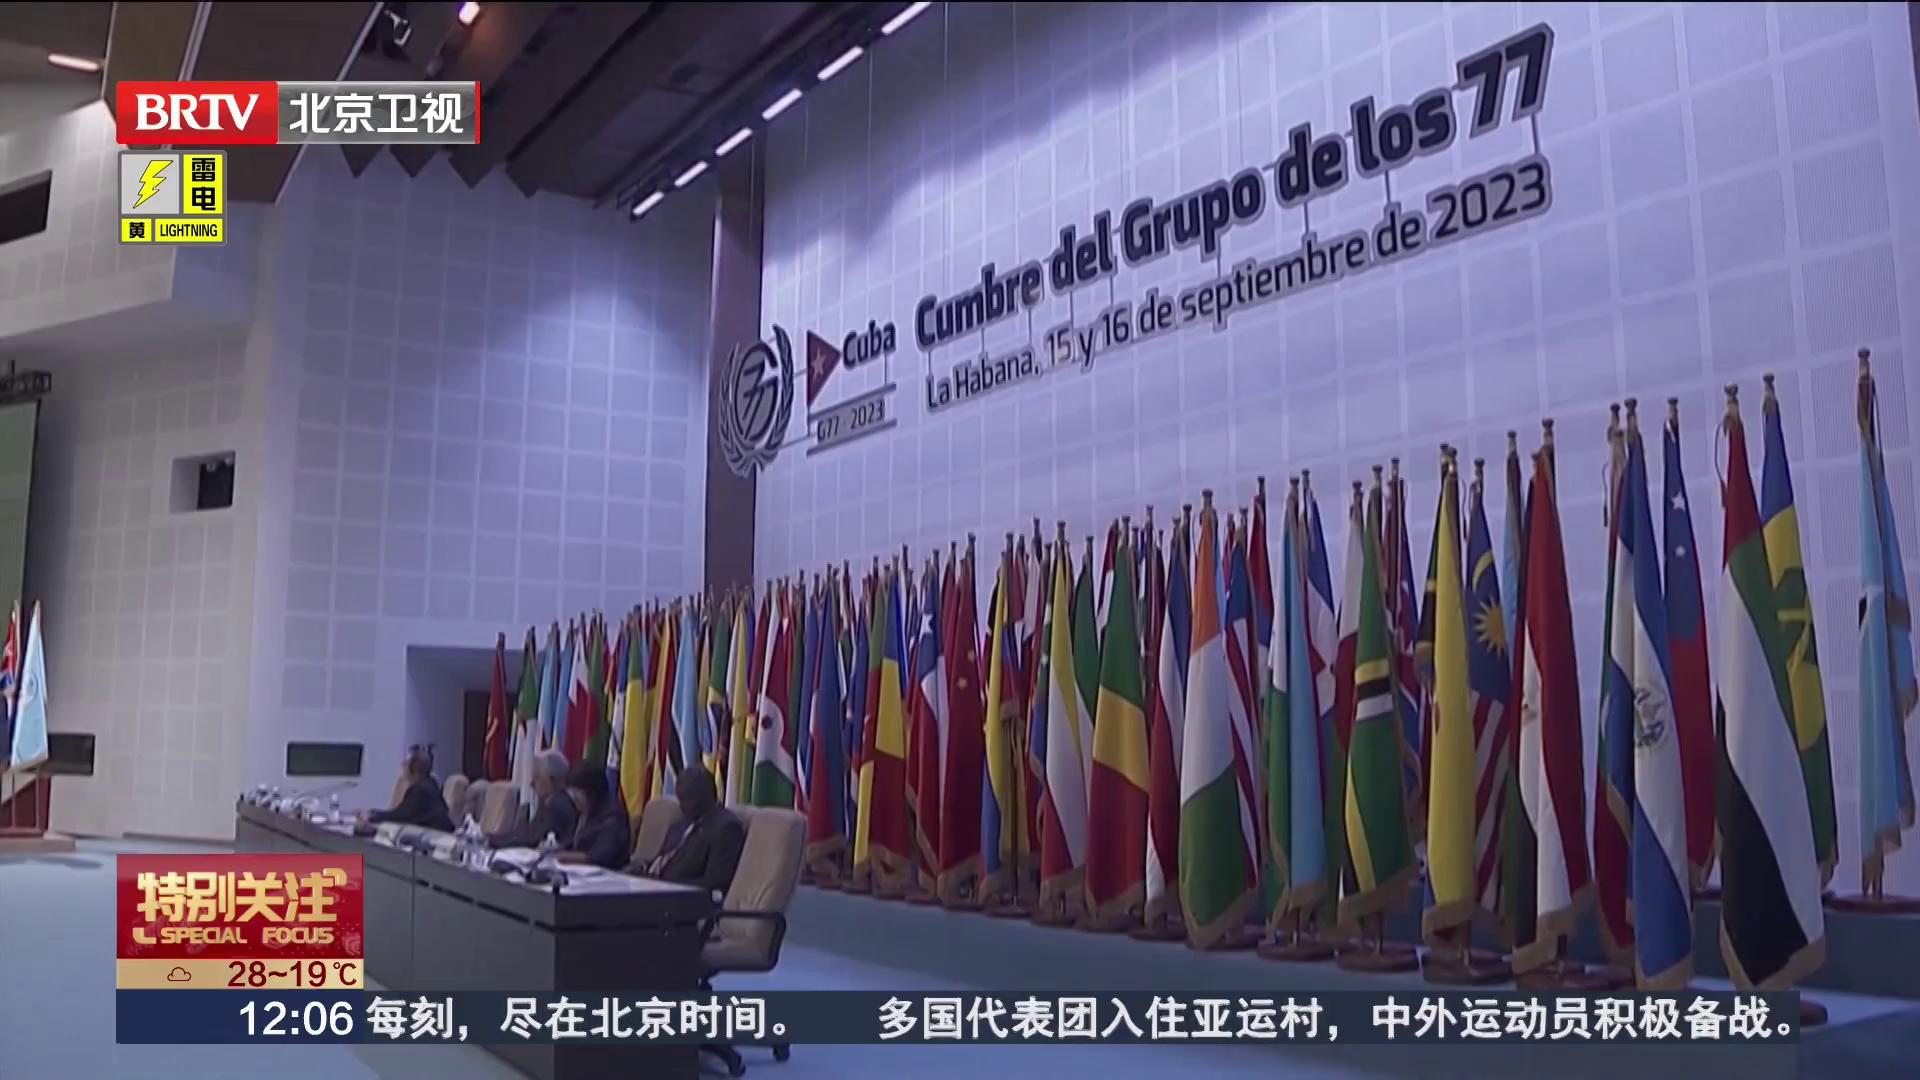 BRTV 北京卫视
雷电
黄 LIGHTNING
Cumbre del Grupo de los 77
La Habana, 15 y 16 de septiembre de 2023
77
Cuba
G77 - 2023
特别关注
SPECIAL FOCUS
28~19℃
12:06 每刻，尽在北京时间。 多国代表团入住亚运村，中外运动员积极备战。